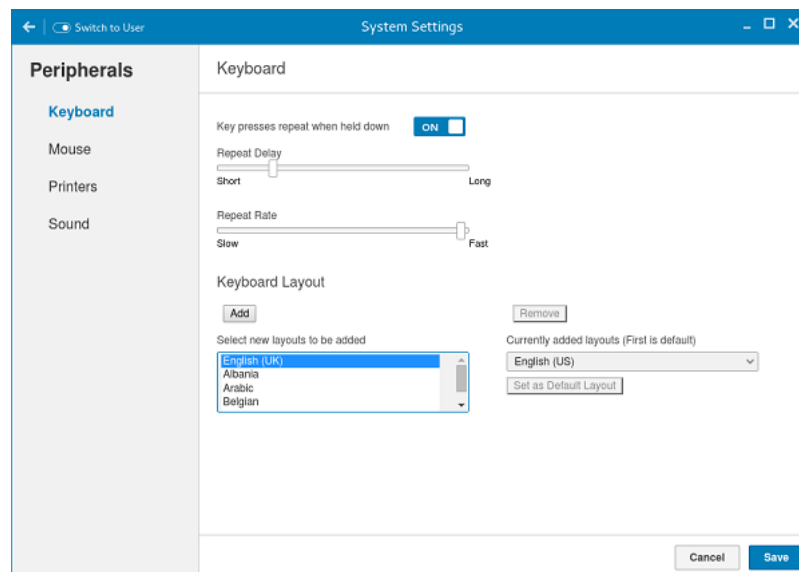 Switch to User
System Settings
Peripherals
Keyboard
Mouse
Printers
Sound
Keyboard
Key presses repeat when held down
ON
Repeat Delay
Short Long
Repeat Rate
Slow Fast
Keyboard Layout
Add
Select new layouts to be added
English (UK)
Albania
Arabic
Belgian
Remove
Currently added layouts (First is default)
English (US)
Set as Default Layout
Cancel
Save